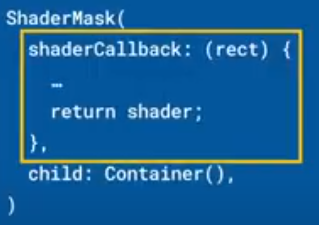 ShaderMask(
shaderCallback: (rect) {
…
return shader;
},
child: Container(),
)